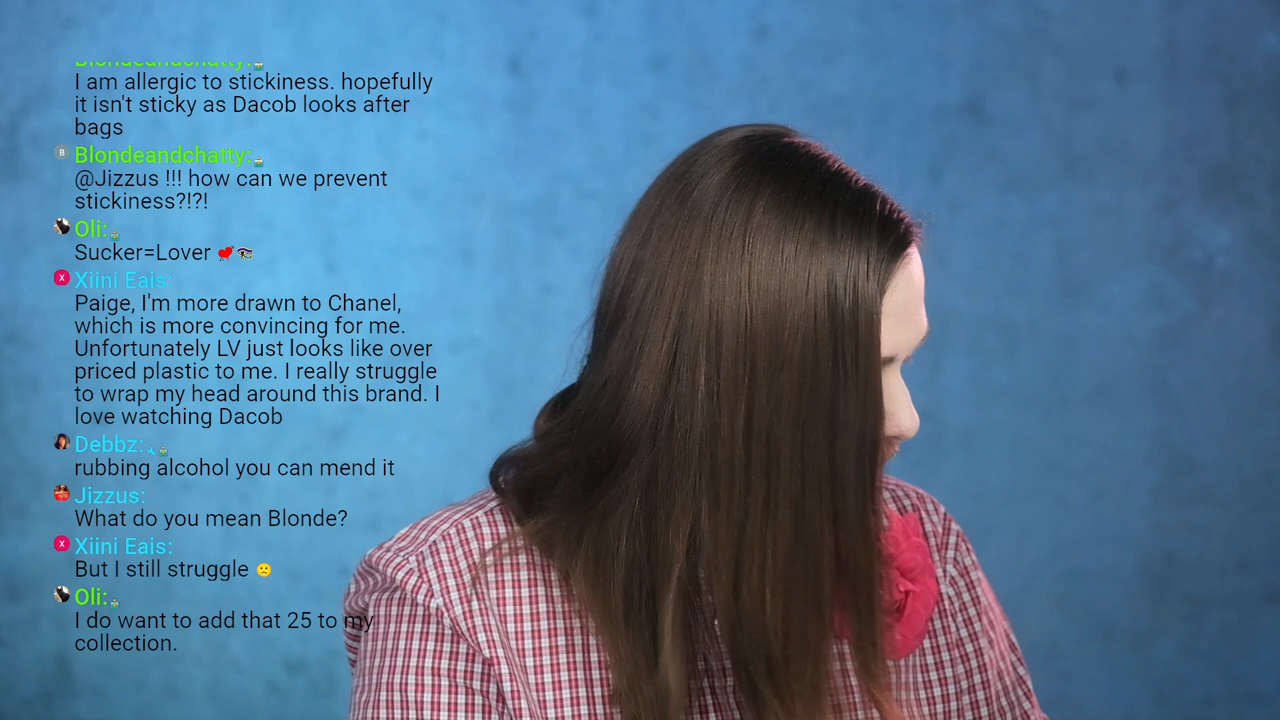 Blondeandchatty:
I am allergic to stickiness. hopefully
it isn't sticky as Dacob looks after
bags
B
Blondeandchatty:
@Jizzus !!! how can we prevent
stickiness?!?!
Oli:
Sucker=Lover
X
Xiini Eais:
Paige, I'm more drawn to Chanel,
which is more convincing for me.
Unfortunately LV just looks like over
priced plastic to me. I really struggle
to wrap my head around this brand. I
love watching Dacob
Debbz:
rubbing alcohol you can mend it
Jizzus:
What do you mean Blonde?
X
Xiini Eais:
But I still struggle
Oli:
I do want to add that 25 to my
collection.